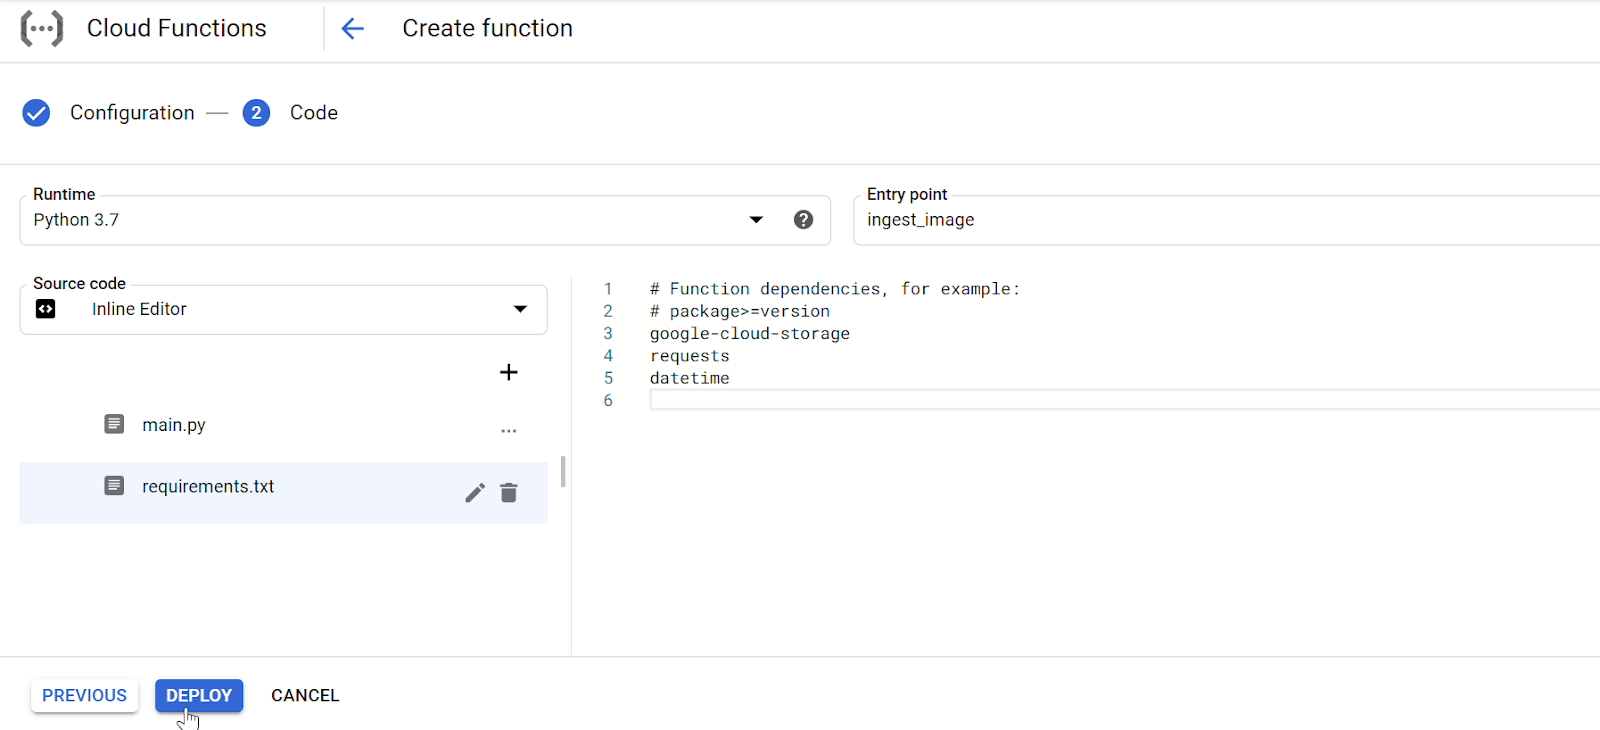 Cloud Functions
Create function
Configuration
2 Code
Runtime
Python 3.7
Entry point
ingest_image
Source code
Inline Editor
main.py
requirements.txt
1 # Function dependencies, for example:
2 # package>=version
3 google-cloud-storage
4 requests
5 datetime
6
PREVIOUS DEPLOY CANCEL